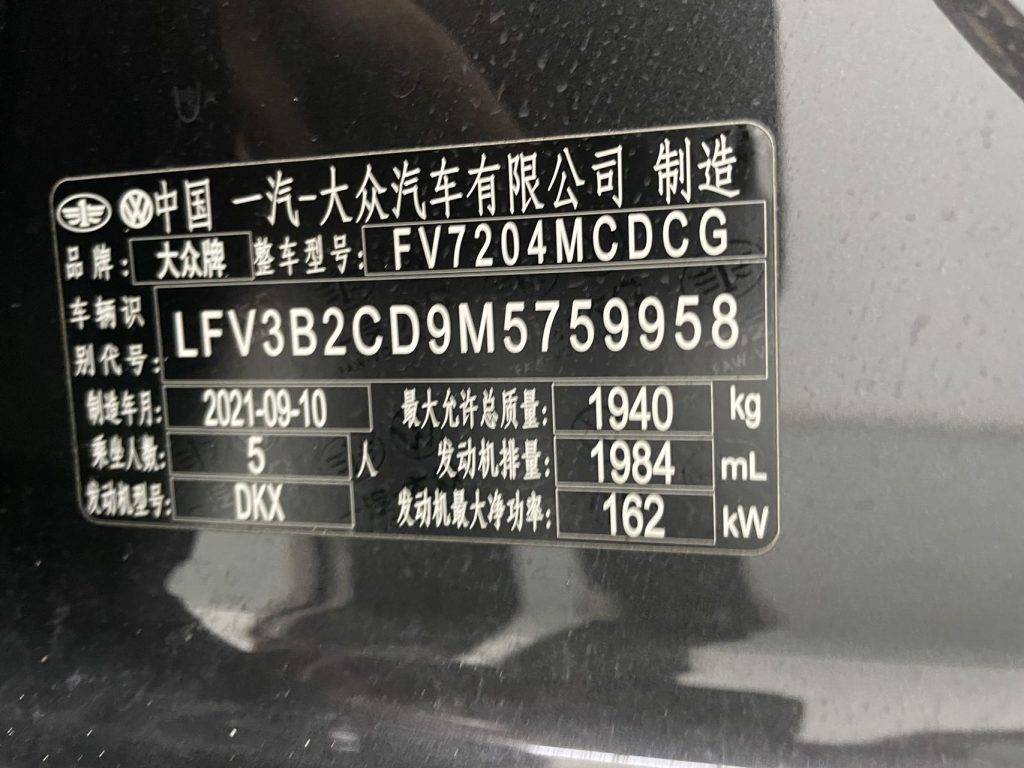 中国 一汽-大众汽车有限公司 制造
品牌: 大众牌 整车型号: FV7204MCDCG
车辆识别代号: LFV3B2CD9M5759958
制造年月: 2021-09-10 最大允许总质量: 1940 kg
乘坐人数: 5 人 发动机排量: 1984 mL
发动机型号: DKX 发动机最大净功率: 162 kW